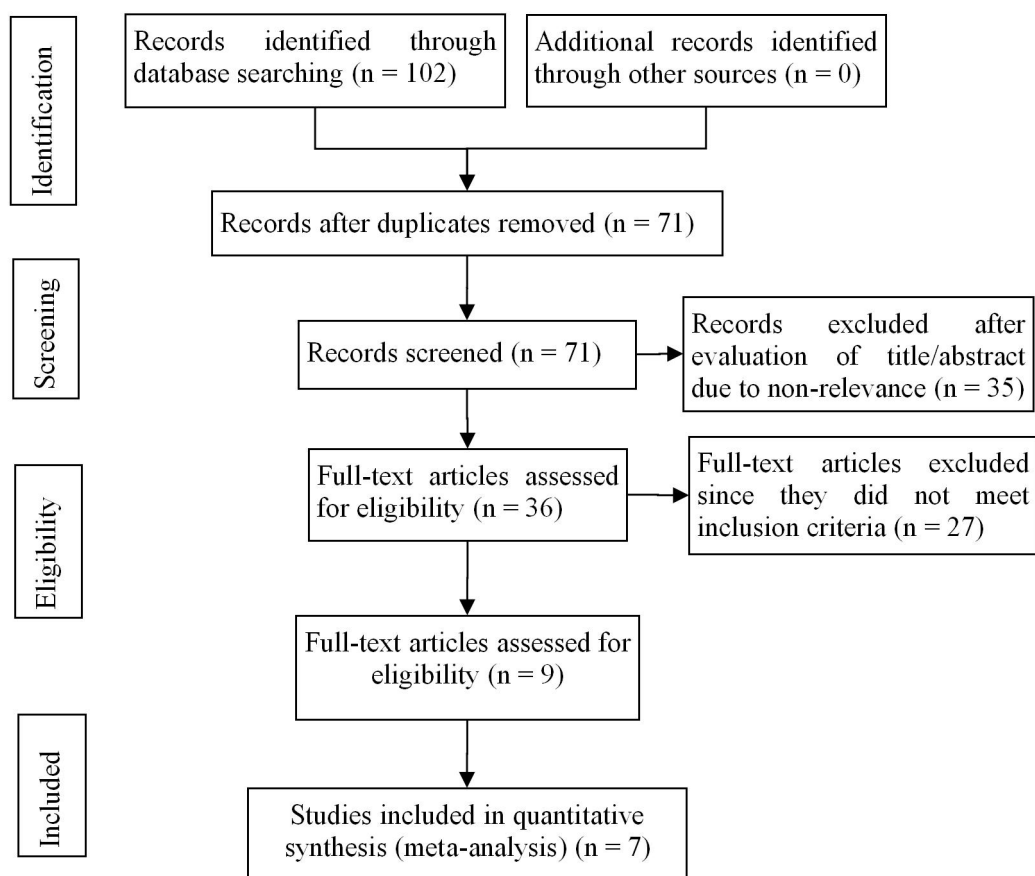 Identification
Records identified through
database searching (n = 102)
Additional records identified
through other sources (n = 0)
Records after duplicates removed (n = 71)
Screening
Records screened (n = 71)
Records excluded after
evaluation of title/abstract
due to non-relevance (n = 35)
Eligibility
Full-text articles assessed
for eligibility (n = 36)
Full-text articles excluded
since they did not meet
inclusion criteria (n = 27)
Full-text articles assessed for
eligibility (n = 9)
Included
Studies included in quantitative
synthesis (meta-analysis) (n = 7)